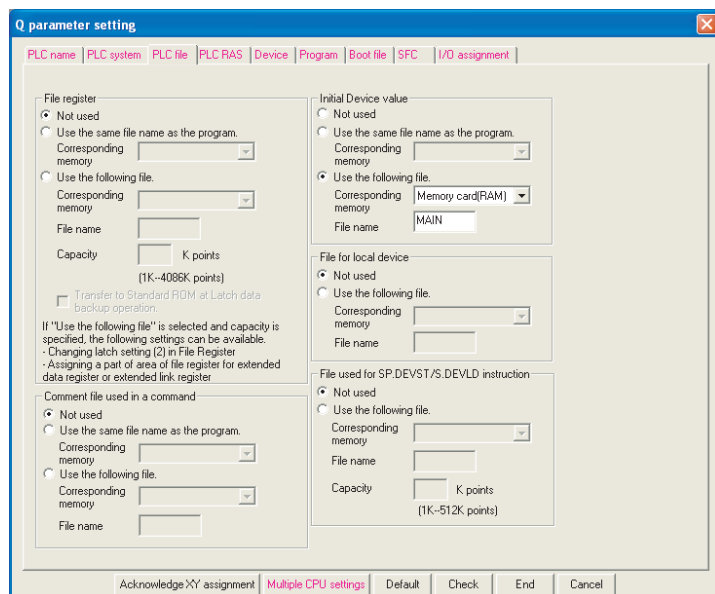 Q parameter setting
PLC name PLC system PLC file PLC RAS Device Program Boot file SFC I/O assignment
File register
Not used
Use the same file name as the program.
Corresponding
memory
Use the following file.
Corresponding
memory
File name
Capacity K points
(1K--4086K points)
Transfer to Standard ROM at Latch data
backup operation.
If "Use the following file" is selected and capacity is
specified, the following settings can be available.
- Changing latch setting (2) in File Register
- Assigning a part of area of file register for extended
data register or extended link register
Comment file used in a command
Not used
Use the same file name as the program.
Corresponding
memory
Use the following file.
Corresponding
memory
File name
Initial Device value
Not used
Use the same file name as the program.
Corresponding
memory
Use the following file.
Corresponding
memory Memory card(RAM)
File name MAIN
File for local device
Not used
Use the following file.
Corresponding
memory
File name
File used for SP.DEVST/S.DEVLD instruction
Not used
Use the following file.
Corresponding
memory
File name
Capacity K points
(1K--512K points)
Acknowledge XY assignment Multiple CPU settings Default Check End Cancel